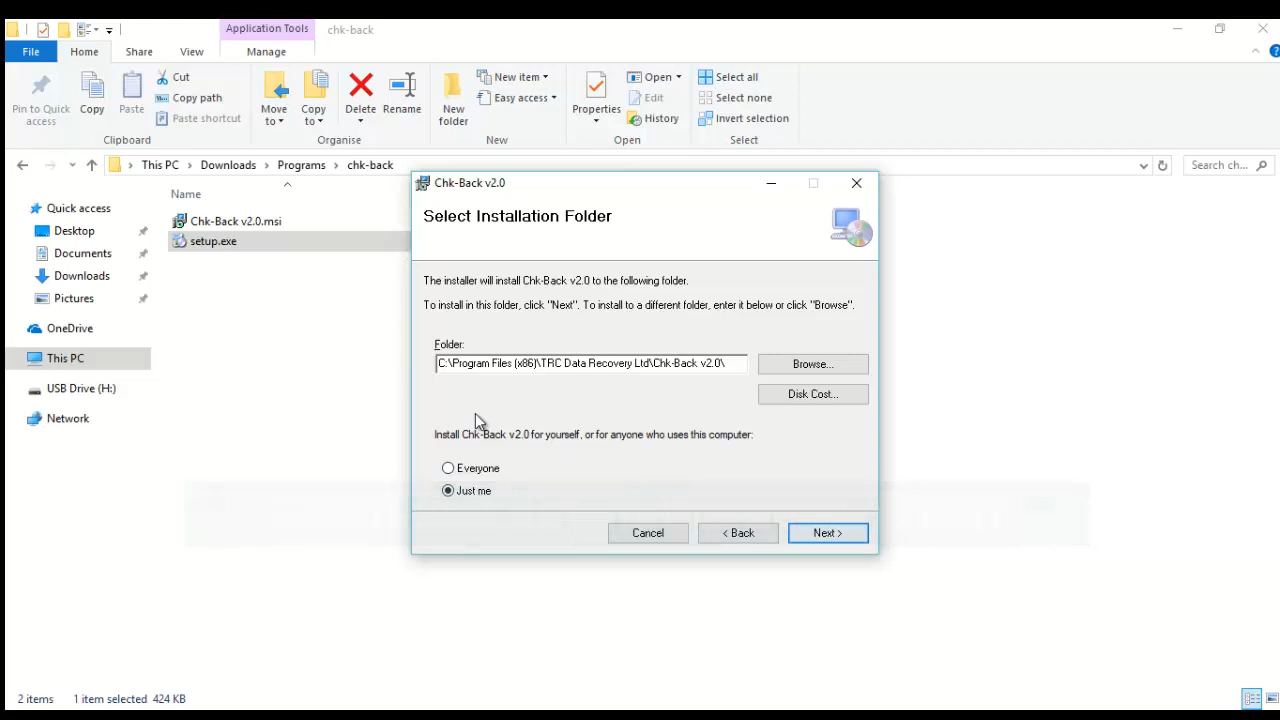 Application Tools
chk-back
File
Home
Share
View
Manage
Pin to Quick access
Copy
Paste
Cut
Copy path
Paste shortcut
Clipboard
Move to
Copy to
Delete
Rename
Organise
New folder
New item
Easy access
New
Properties
Open
Edit
History
Open
Select all
Select none
Invert selection
Select
This PC
Downloads
Programs
chk-back
Search ch...
Name
Quick access
Desktop
Documents
Downloads
Pictures
OneDrive
This PC
USB Drive (H:)
Network
Chk-Back v2.0.msi
setup.exe
Chk-Back v2.0
Select Installation Folder
The installer will install Chk-Back v2.0 to the following folder.
To install in this folder, click "Next". To install to a different folder, enter it below or click "Browse".
Folder:
C:\Program Files (x86)\TRC Data Recovery Ltd\Chk-Back v2.0\
Browse...
Disk Cost...
Install Chk-Back v2.0 for yourself, or for anyone who uses this computer:
Everyone
Just me
Cancel
< Back
Next >
2 items
1 item selected 424 KB